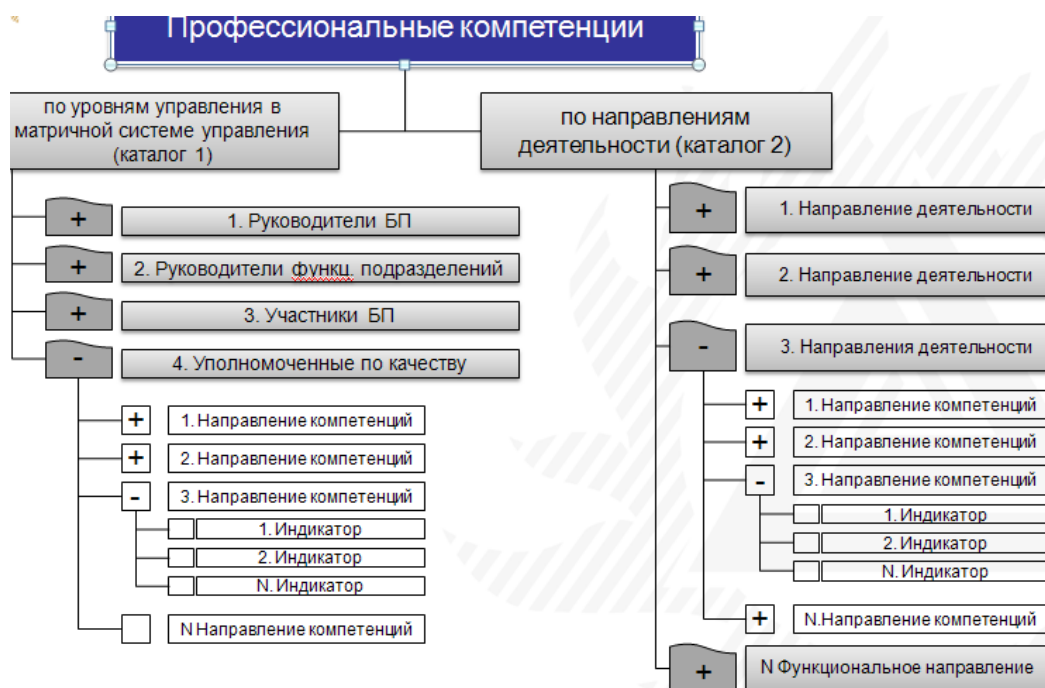 Профессиональные компетенции
по уровням управления в
матричной системе управления
(каталог 1)
по направлениям
деятельности (каталог 2)
+
1. Руководители БП
+
2. Руководители функц. подразделений
+
3. Участники БП
-
4. Уполномоченные по качеству
+
1. Направление компетенций
+
2. Направление компетенций
-
3. Направление компетенций
1. Индикатор
2. Индикатор
N. Индикатор
N Направление компетенций
+
1. Направление деятельности
+
2. Направление деятельности
-
3. Направления деятельности
+
1. Направление компетенций
+
2. Направление компетенций
-
3. Направление компетенций
1. Индикатор
2. Индикатор
N. Индикатор
+
N.Направление компетенций
+
N Функциональное направление